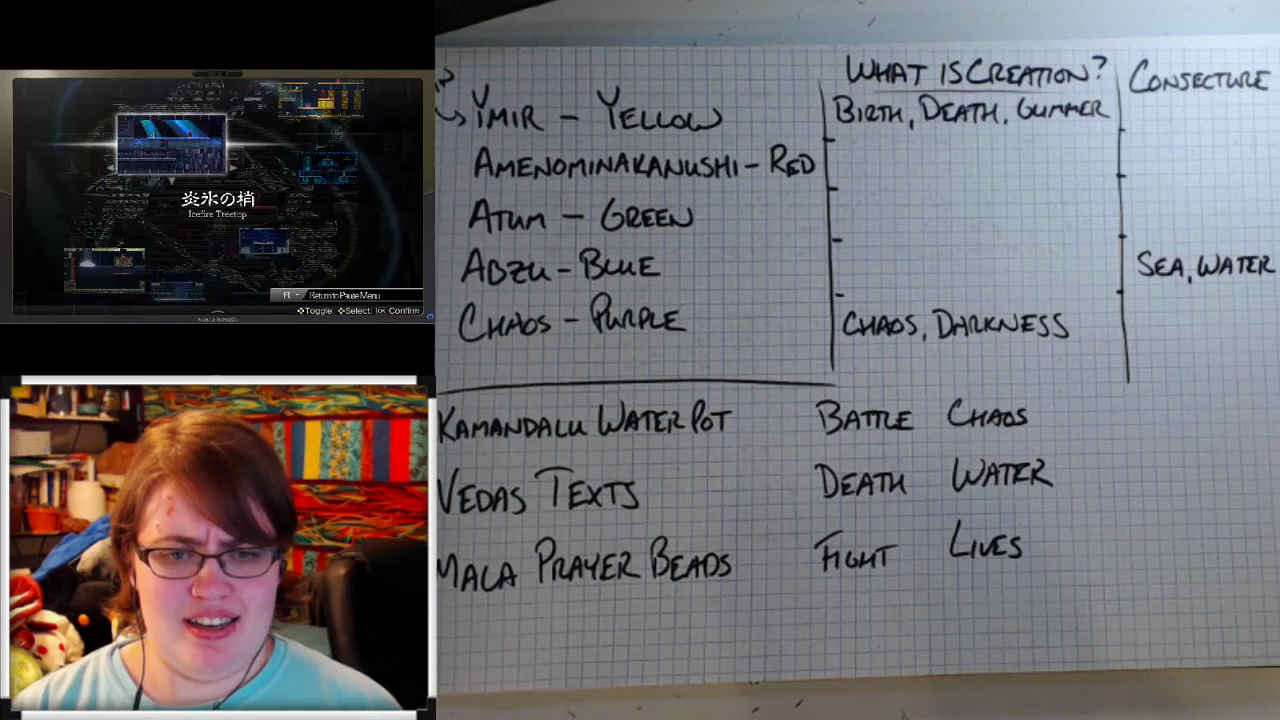 炎氷の梢
Icefire Treetop
R - Return to Pause Menu
Toggle: Select: OK Confirm
WHAT IS CREATION?
CONSECTURE
YMIR - YELLOW
BIRTH, DEATH, GLIMMER
AMENOMINAKANUSHI - RED
ATUM - GREEN
ABZU - BLUE
SEA, WATER
CHAOS - PURPLE
CHAOS, DARKNESS
KAMANDALU WATER POT
BATTLE CHAOS
VEDAS TEXTS
DEATH WATER
MALA PRAYER BEADS
FIGHT LIVES